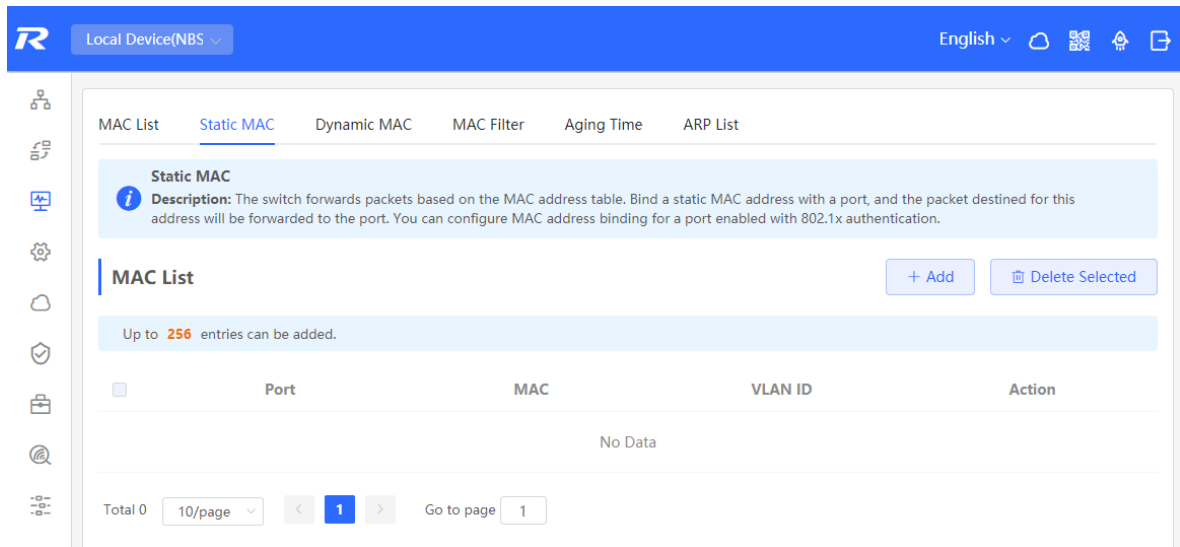 Local Device(NBS
English
MAC List Static MAC Dynamic MAC MAC Filter Aging Time ARP List
Static MAC
Description: The switch forwards packets based on the MAC address table. Bind a static MAC address with a port, and the packet destined for this
address will be forwarded to the port. You can configure MAC address binding for a port enabled with 802.1x authentication.
MAC List
+ Add
Delete Selected
Up to 256 entries can be added.
Port MAC VLAN ID Action
No Data
Total 0 10/page < 1 > Go to page 1